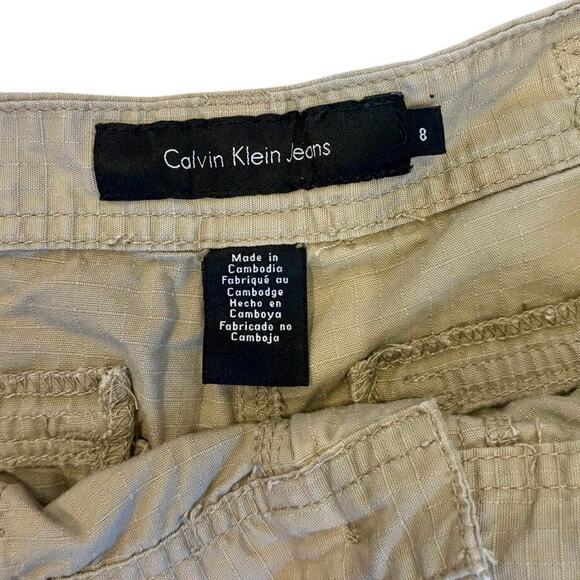 Calvin Klein Jeans
8
Made in
Cambodia
Fabriqué au
Cambodge
Hecho en
Camboya
Fabricado no
Camboja